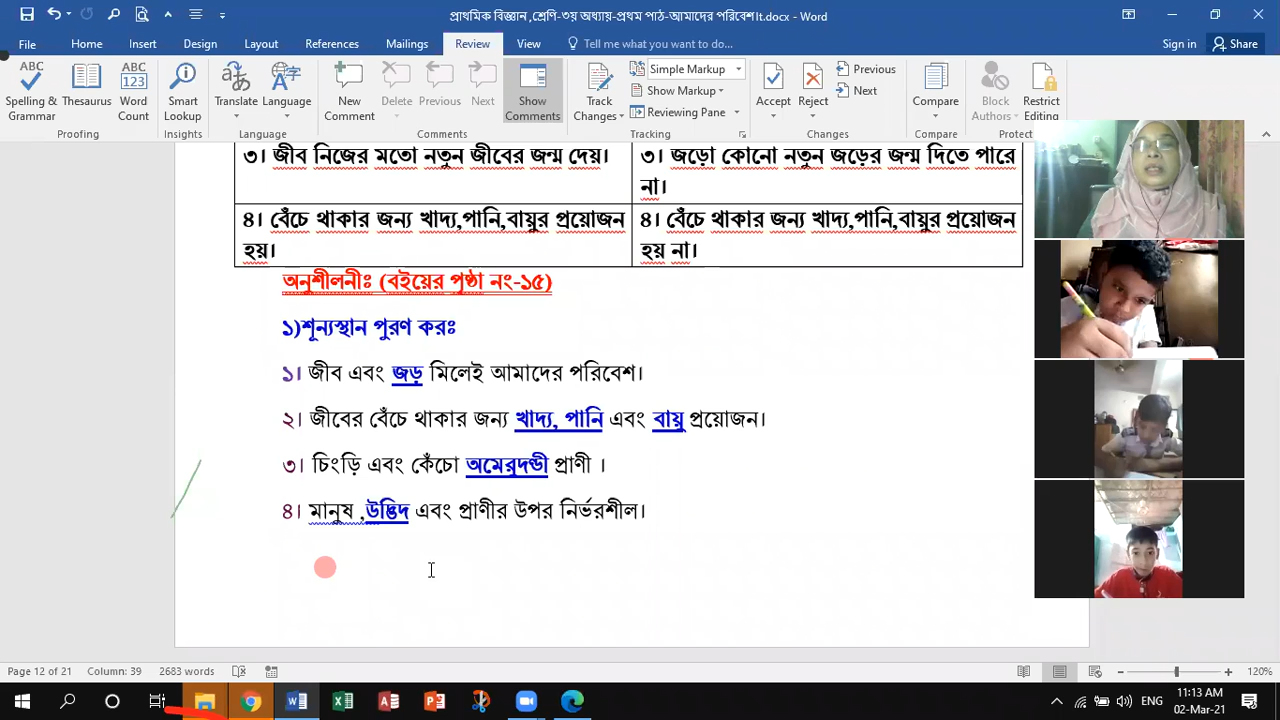 প্রাথমিক বিজ্ঞান,শ্রেণি-৩য় অধ্যায়-প্রথম পাঠ-আমাদের পরিবেশ lt.docx - Word
File Home Insert Design Layout References Mailings Review View Tell me what you want to do... Sign in Share
ABC ABC 123
Spelling & Grammar Thesaurus Word Count Smart Lookup Translate Language New Comment Delete Previous Next Show Comments Track Changes Simple Markup Show Markup Reviewing Pane Accept Reject Previous Next Compare Block Authors Restrict Editing
Proofing Insights Language Comments Tracking Changes Compare Protect
৩। জীব নিজের মতো নতুন জীবের জন্ম দেয়।
৩। জড়ো কোনো নতুন জড়ের জন্ম দিতে পারে
না।
৪। বেঁচে থাকার জন্য খাদ্য,পানি,বায়ুর প্রয়োজন
হয়।
৪। বেঁচে থাকার জন্য খাদ্য,পানি,বায়ুর প্রয়োজন
হয় না।
অনুশীলনীঃ (বইয়ের পৃষ্ঠা নং-১৫)
১)শূন্যস্থান পুরণ করঃ
১। জীব এবং জড় মিলেই আমাদের পরিবেশ।
২। জীবের বেঁচে থাকার জন্য খাদ্য, পানি এবং বায়ু প্রয়োজন।
৩। চিংড়ি এবং কেঁচো অমেরুদন্ডী প্রাণী ।
৪। মানুষ ,উদ্ভিদ এবং প্রাণীর উপর নির্ভরশীল।
Page 12 of 21 Column: 39 2683 words 120%
ENG 11:13 AM
02-Mar-21